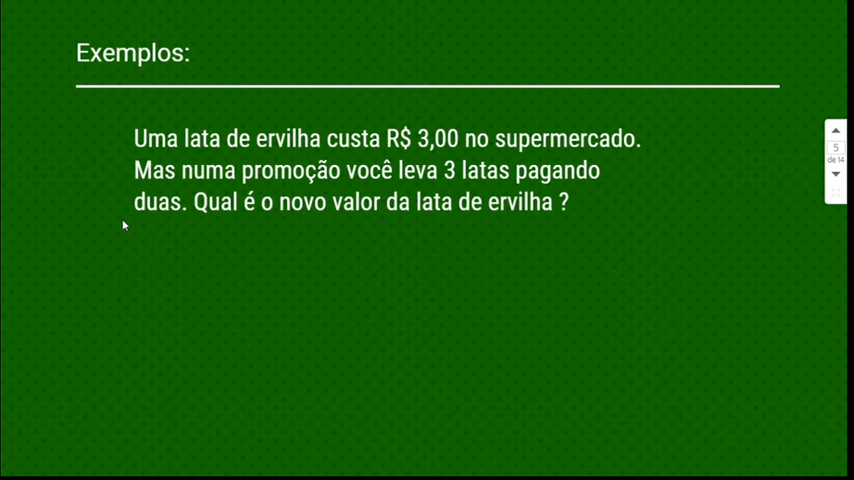 Exemplos:
Uma lata de ervilha custa R$ 3,00 no supermercado.
Mas numa promoção você leva 3 latas pagando
duas. Qual é o novo valor da lata de ervilha ?
5
de 14